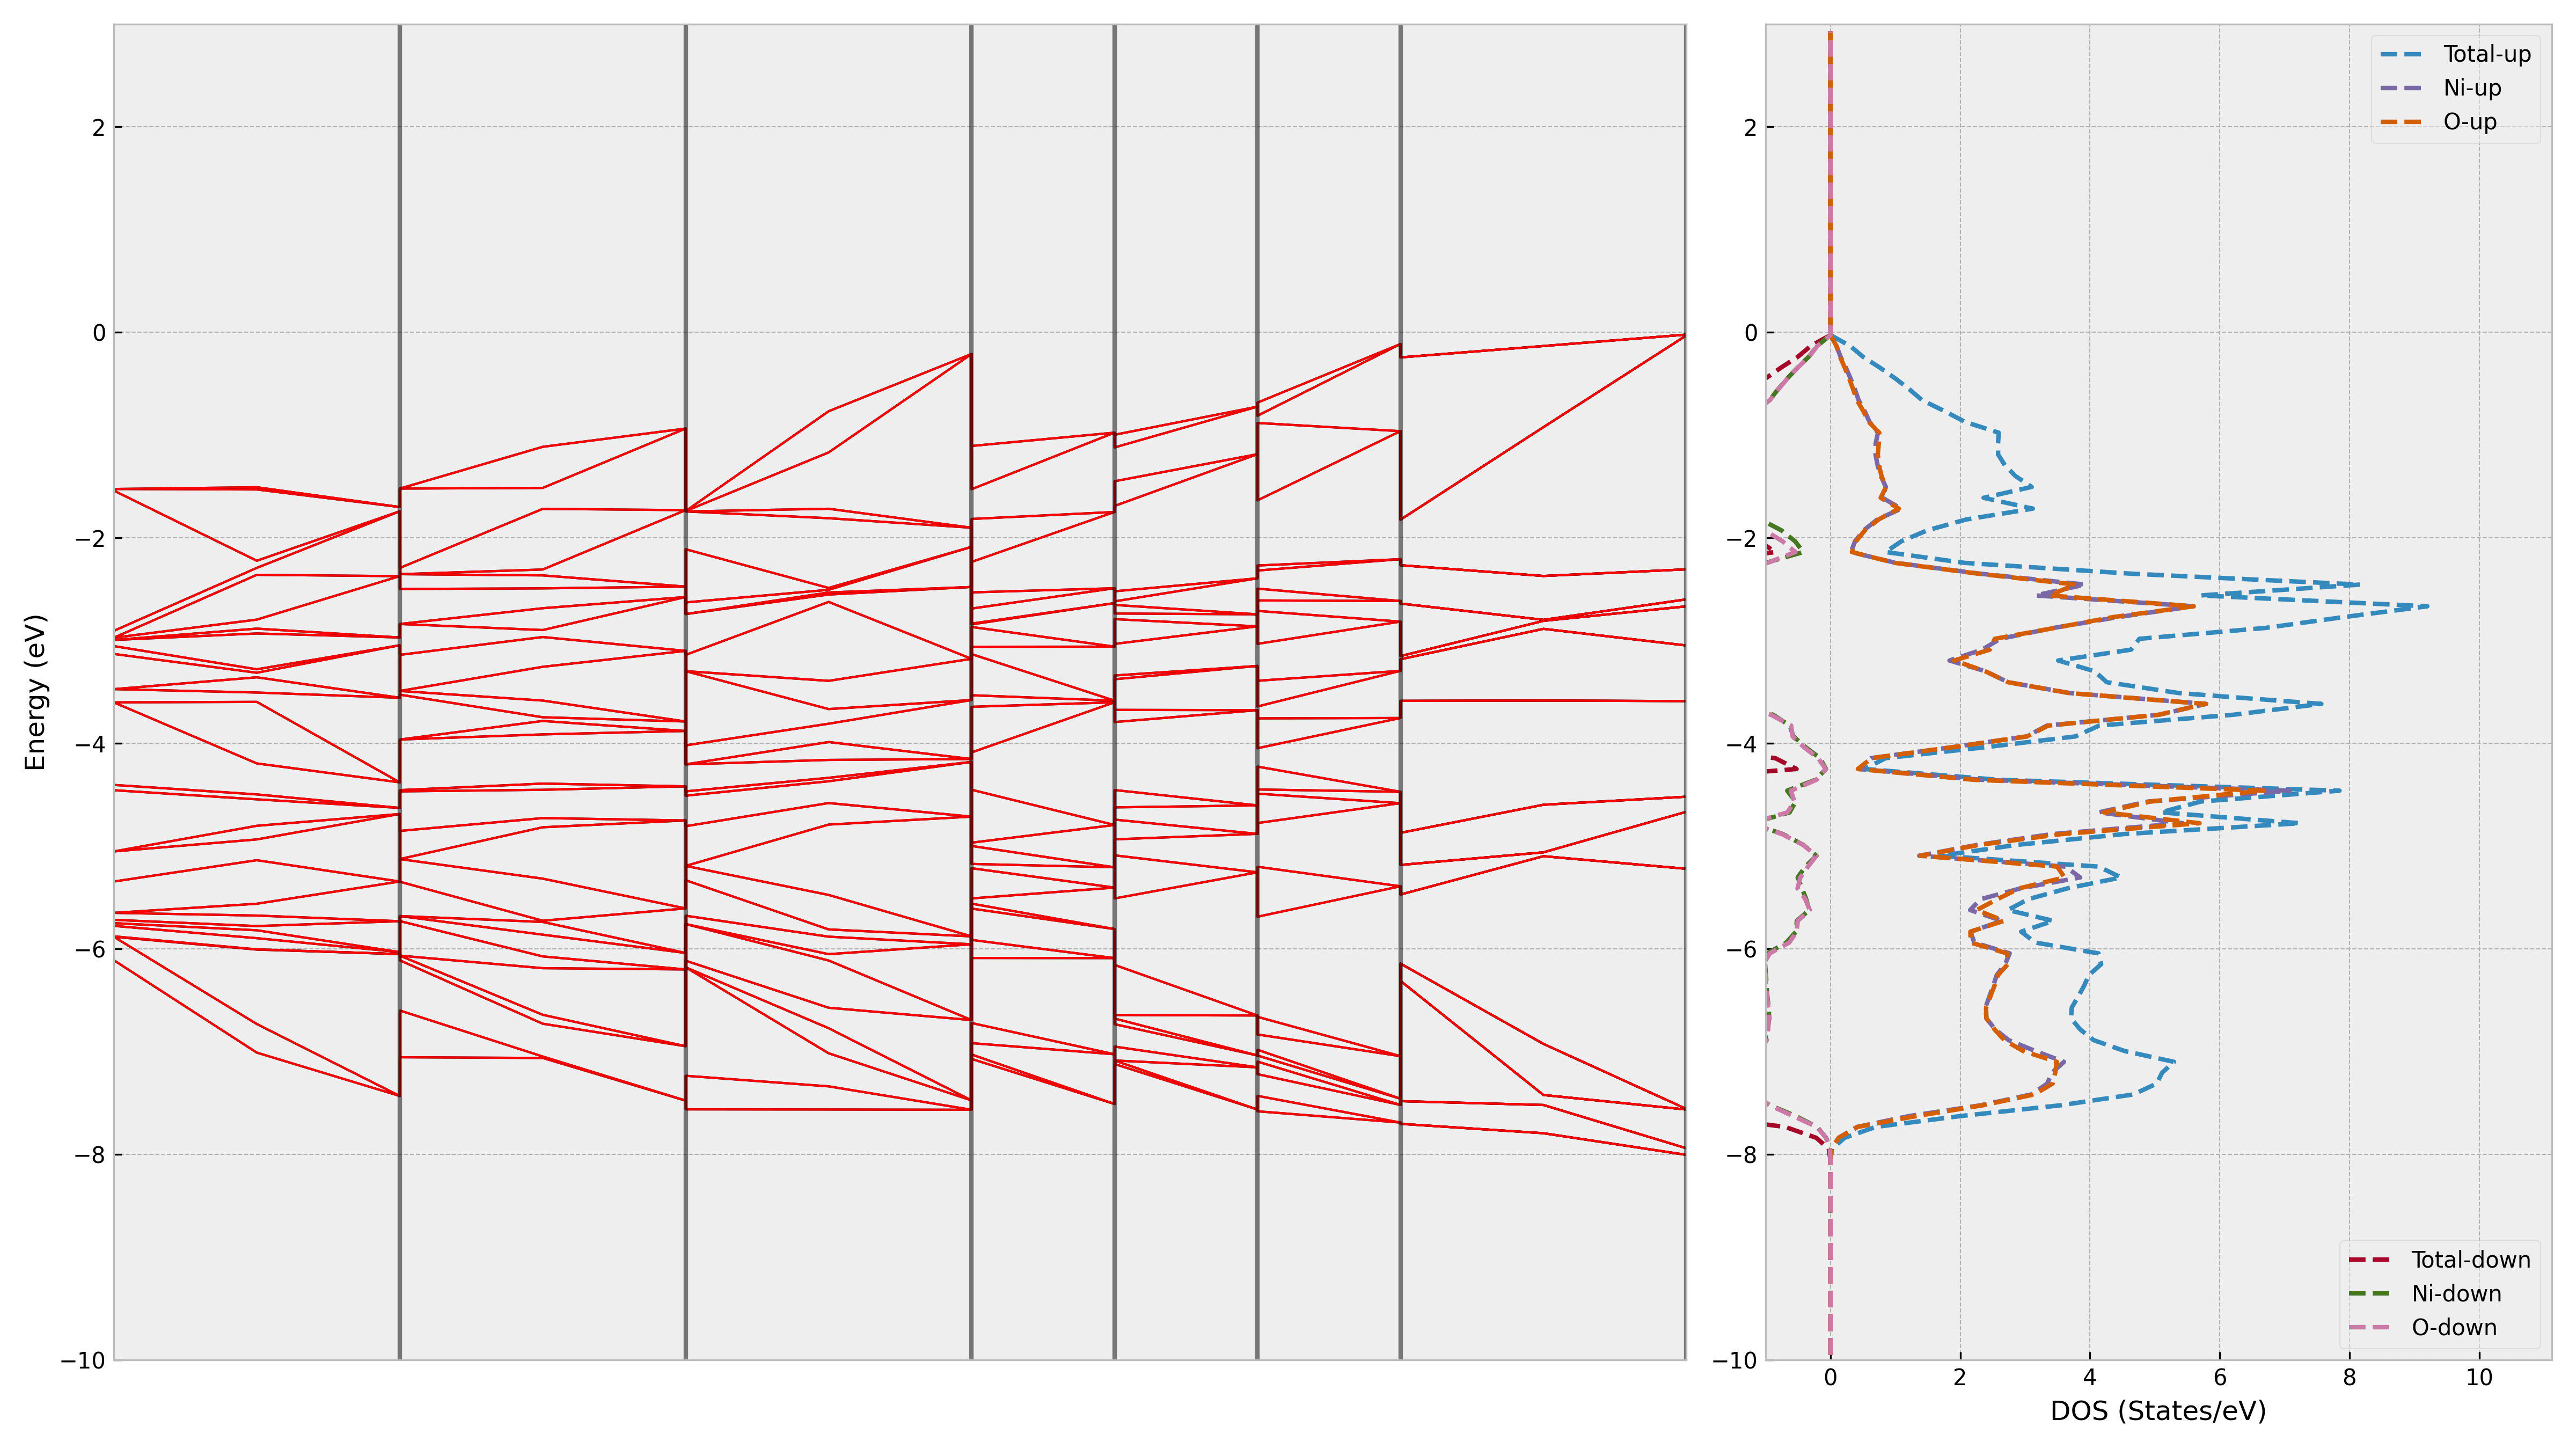 Energy (eV)
2
0
−2
−4
−6
−8
−10
2
0
−2
−4
−6
−8
−10
Total-up
Ni-up
O-up
Total-down
Ni-down
O-down
0 2 4 6 8 10
DOS (States/eV)